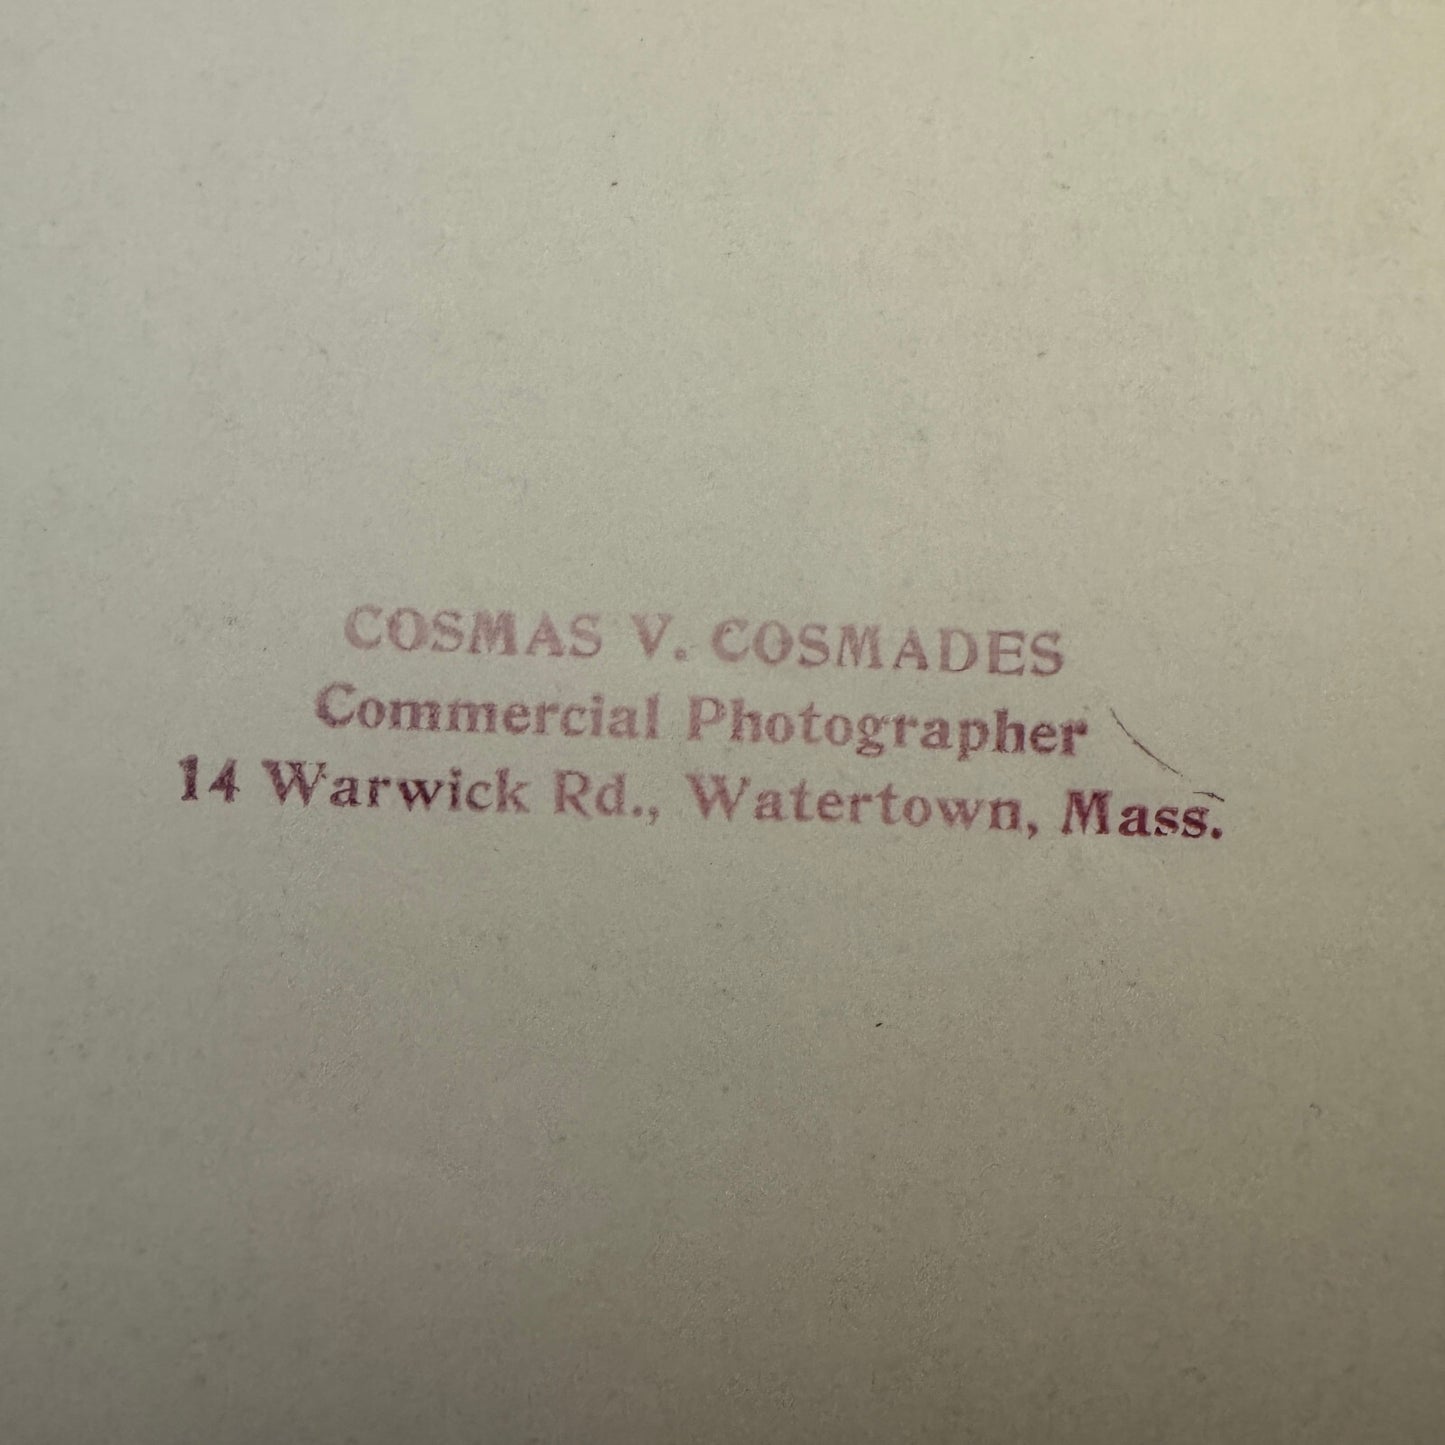 COSMAS V. COSMADES
Commercial Photographer
14 Warwick Rd., Watertown, Mass.